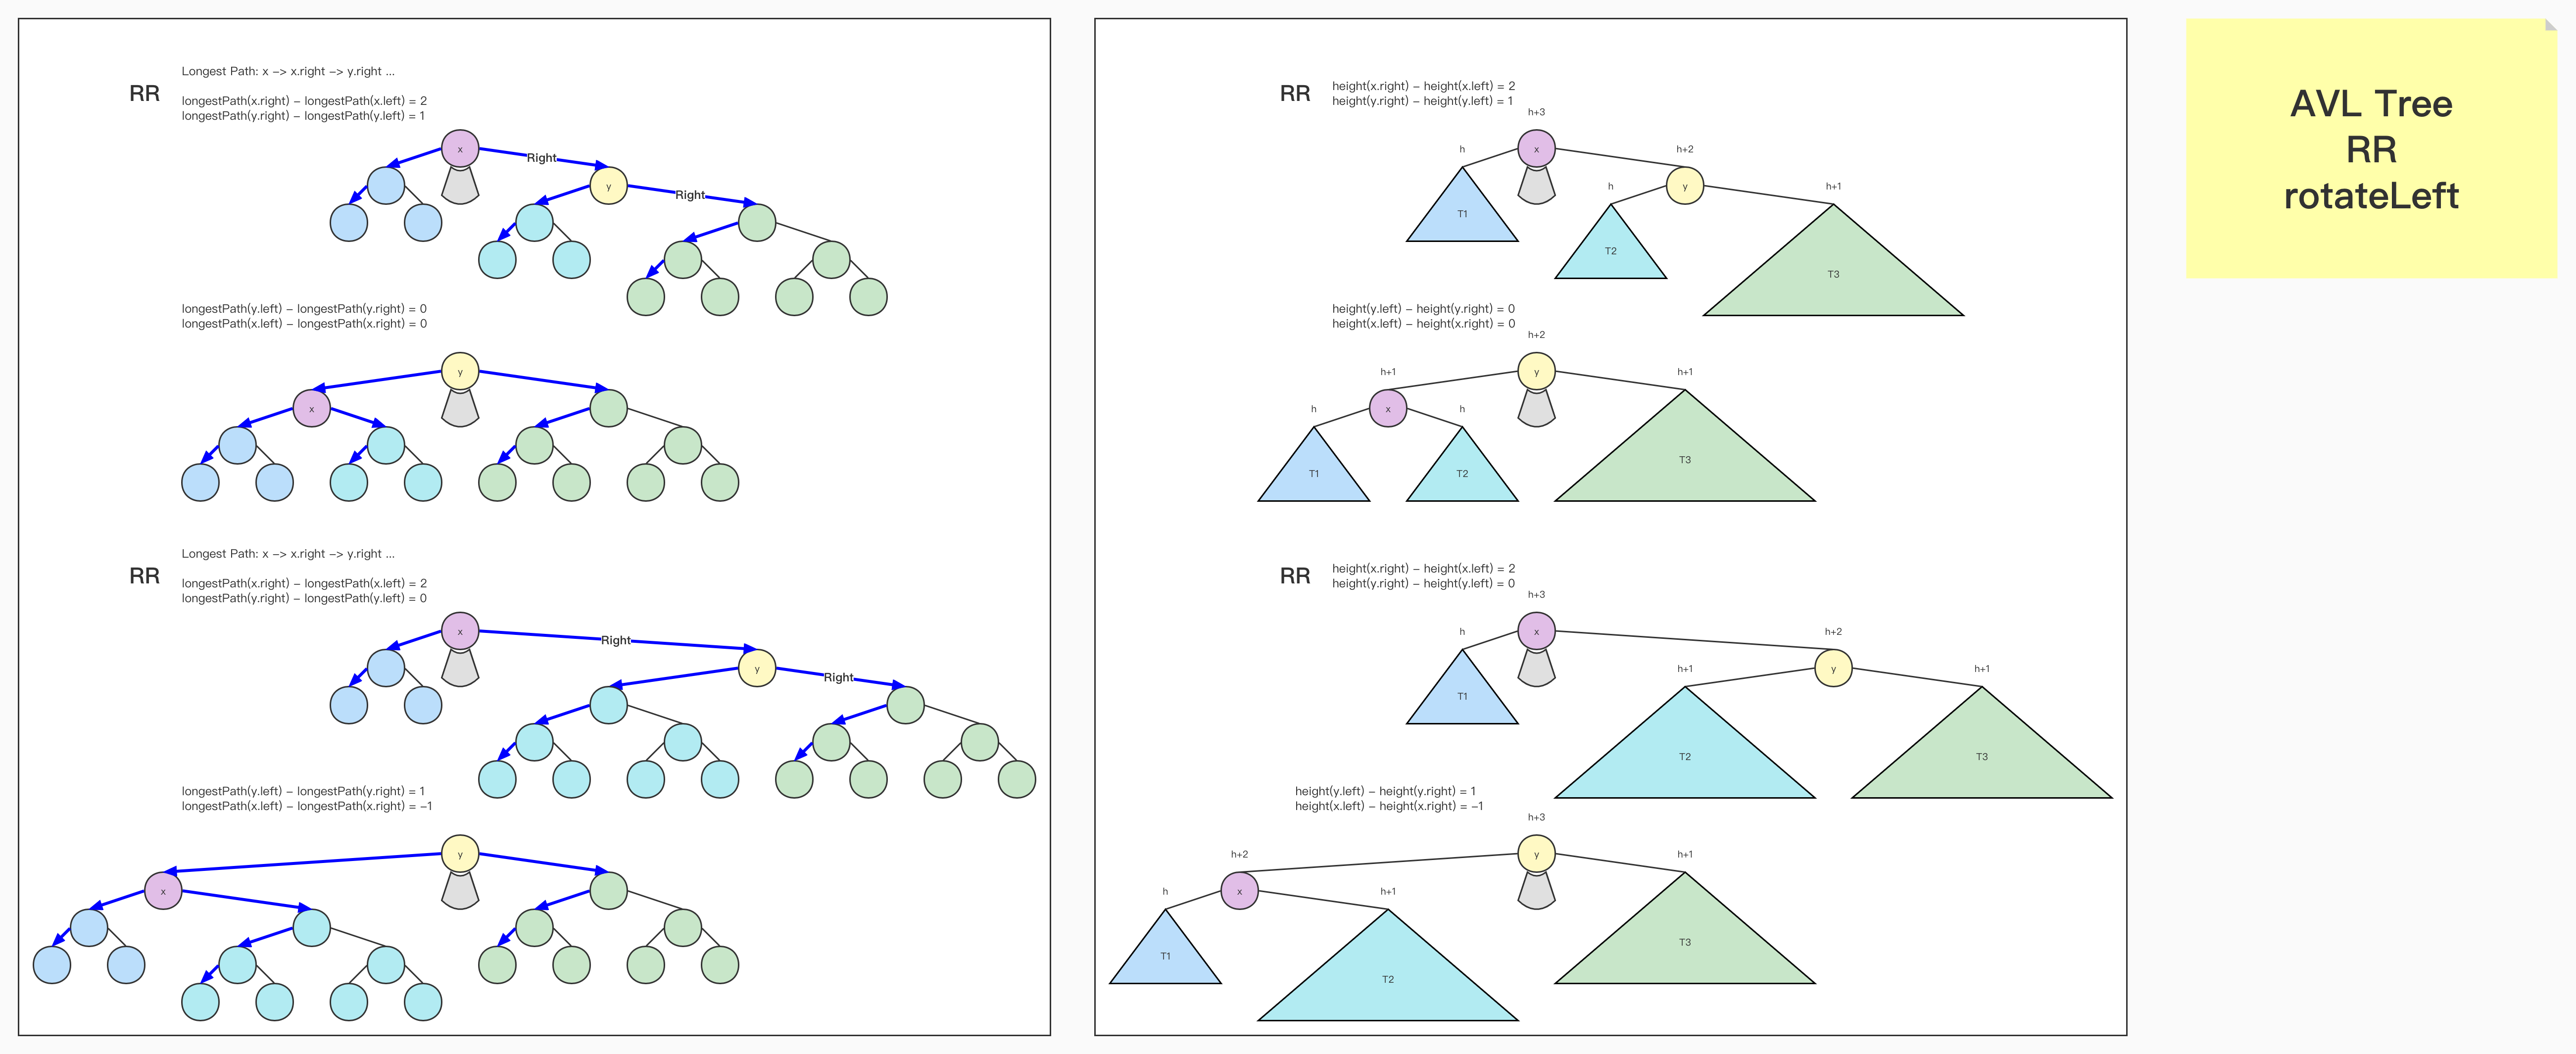 Longest Path: x –> x.right –> y.right ...
RR
longestPath(x.right) – longestPath(x.left) = 2
longestPath(y.right) – longestPath(y.left) = 1
x
Right
y
Right
longestPath(y.left) – longestPath(y.right) = 0
longestPath(x.left) – longestPath(x.right) = 0
y
x
Longest Path: x –> x.right –> y.right ...
RR
longestPath(x.right) – longestPath(x.left) = 2
longestPath(y.right) – longestPath(y.left) = 0
x
Right
y
Right
longestPath(y.left) – longestPath(y.right) = 1
longestPath(x.left) – longestPath(x.right) = –1
y
x
RR
height(x.right) – height(x.left) = 2
height(y.right) – height(y.left) = 1
h+3
h
x
h+2
h
y
h+1
T1
T2
T3
height(y.left) – height(y.right) = 0
height(x.left) – height(x.right) = 0
h+2
h+1
y
h+1
h
x
h
T1
T2
T3
RR
height(x.right) – height(x.left) = 2
height(y.right) – height(y.left) = 0
h+3
h
x
h+2
h+1
y
h+1
T1
T2
T3
height(y.left) – height(y.right) = 1
height(x.left) – height(x.right) = –1
h+3
h+2
y
h+1
h
x
h+1
T1
T2
T3
AVL Tree
RR
rotateLeft